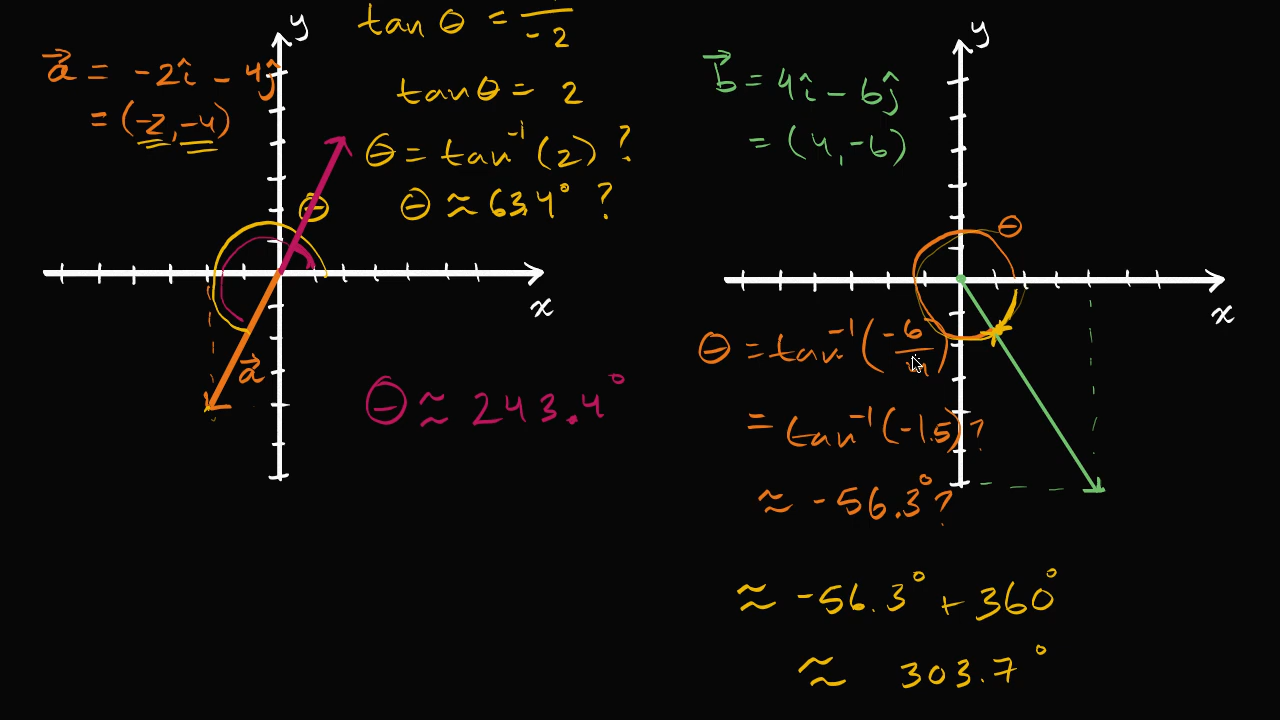 y
tan θ = ―/-2
a⃗ = -2î - 4ĵ
= (-2, -4)
tan θ = 2
θ = tan⁻¹(2) ?
θ ≈ 63.4° ?
θ
x
a⃗
θ ≈ 243.4°
y
b⃗ = 4î - 6ĵ
= (4, -6)
θ
x
θ = tan⁻¹(-6/4)
= tan⁻¹(-1.5)?
≈ -56.3°?
≈ -56.3° + 360°
≈ 303.7°